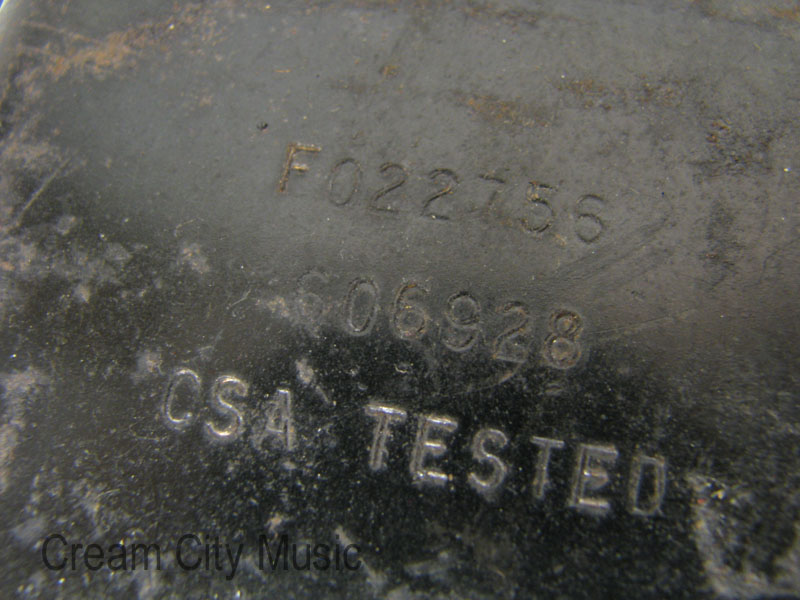 F022756
606928
CSA TESTED
Cream City Music